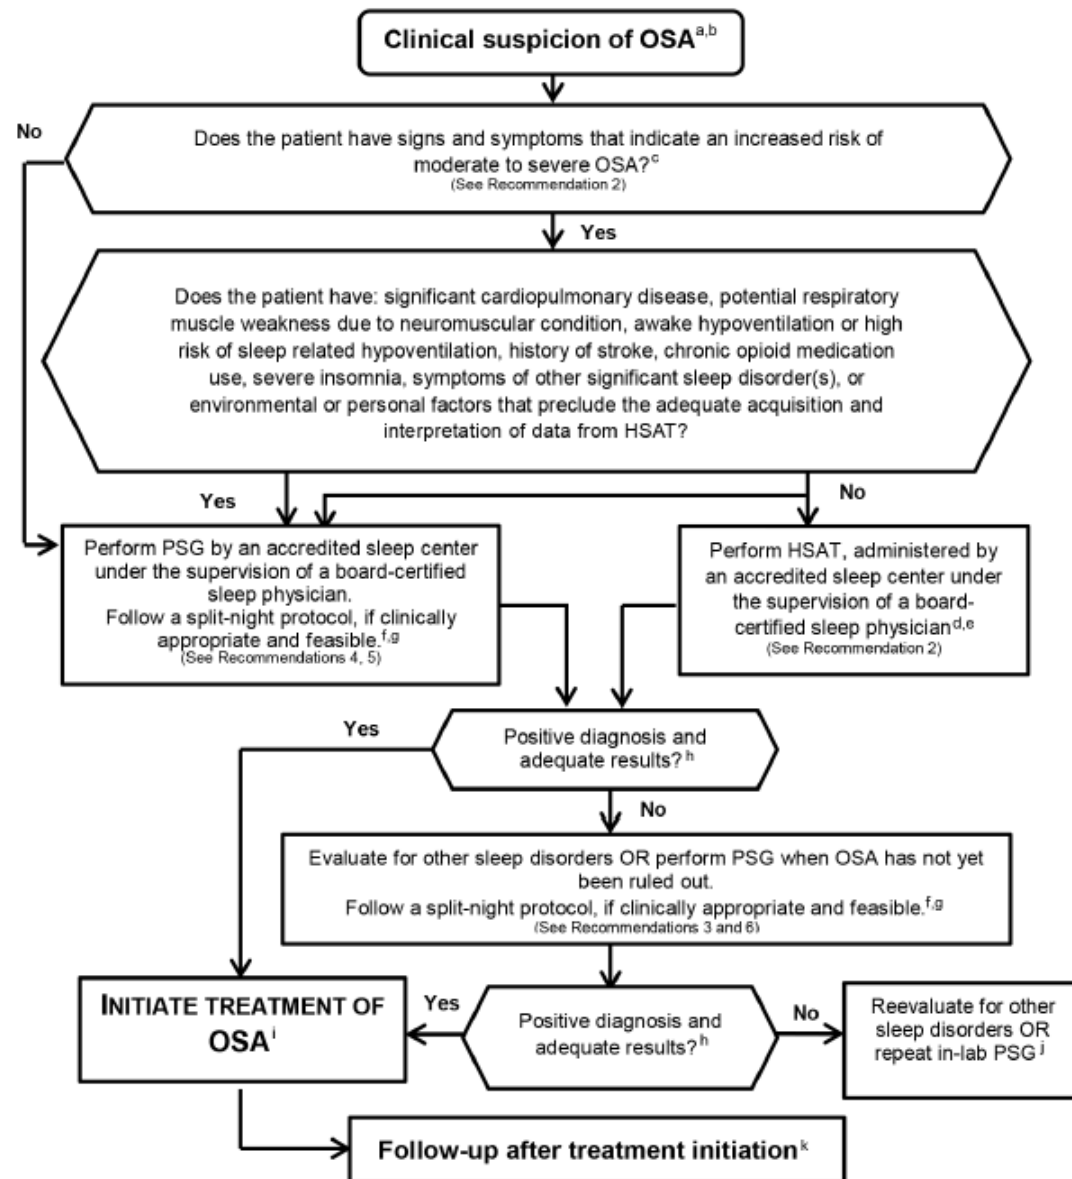 Clinical suspicion of OSAa,b
No
Does the patient have signs and symptoms that indicate an increased risk of
moderate to severe OSA?c
(See Recommendation 2)
Yes
Does the patient have: significant cardiopulmonary disease, potential respiratory
muscle weakness due to neuromuscular condition, awake hypoventilation or high
risk of sleep related hypoventilation, history of stroke, chronic opioid medication
use, severe insomnia, symptoms of other significant sleep disorder(s), or
environmental or personal factors that preclude the adequate acquisition and
interpretation of data from HSAT?
Yes
No
Perform PSG by an accredited sleep center
under the supervision of a board-certified
sleep physician.
Follow a split-night protocol, if clinically
appropriate and feasible.f,g
(See Recommendations 4, 5)
Perform HSAT, administered by
an accredited sleep center under
the supervision of a board-
certified sleep physiciand,e
(See Recommendation 2)
Yes
Positive diagnosis and
adequate results?h
No
Evaluate for other sleep disorders OR perform PSG when OSA has not yet
been ruled out.
Follow a split-night protocol, if clinically appropriate and feasible.f,g
(See Recommendations 3 and 6)
INITIATE TREATMENT OF
OSAi
Yes
Positive diagnosis and
adequate results?h
No
Reevaluate for other
sleep disorders OR
repeat in-lab PSGj
Follow-up after treatment initiationk